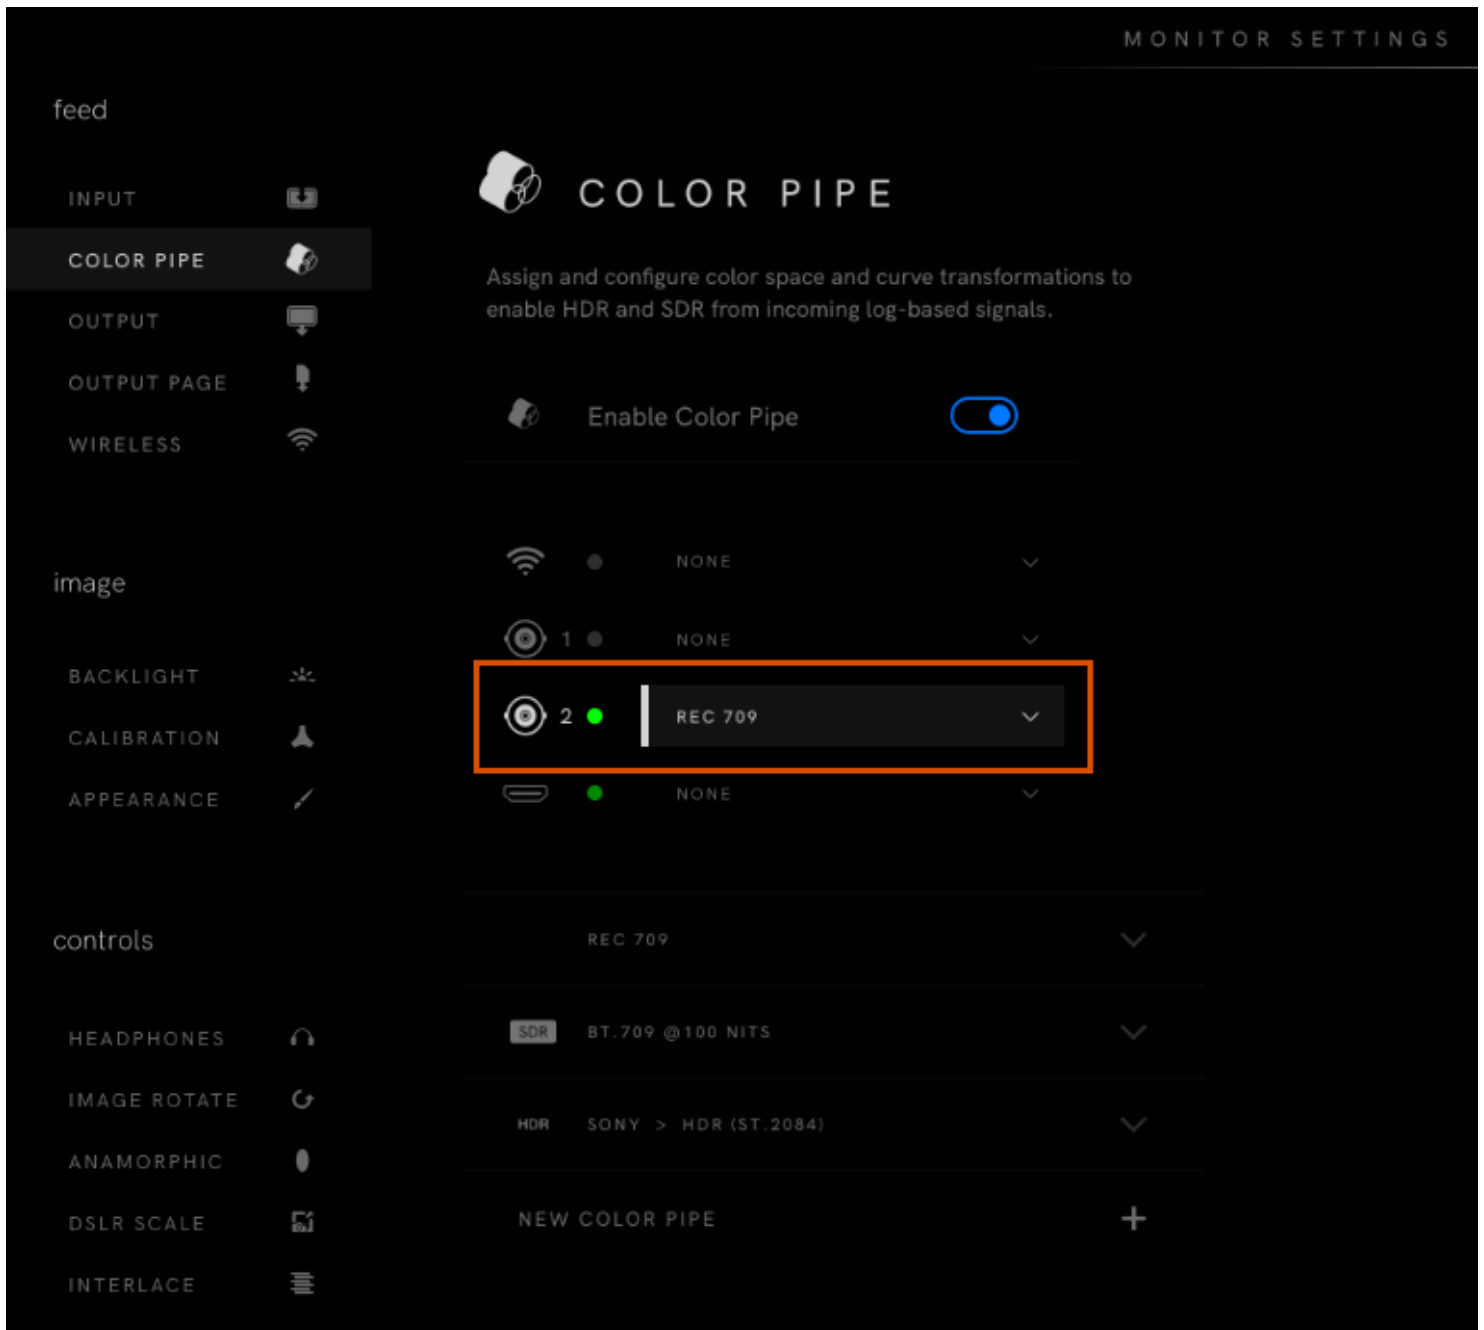 MONITOR SETTINGS
feed
INPUT
COLOR PIPE
OUTPUT
OUTPUT PAGE
WIRELESS
image
BACKLIGHT
CALIBRATION
APPEARANCE
controls
HEADPHONES
IMAGE ROTATE
ANAMORPHIC
DSLR SCALE
INTERLACE
COLOR PIPE
Assign and configure color space and curve transformations to
enable HDR and SDR from incoming log-based signals.
Enable Color Pipe
NONE
1 NONE
2 REC 709
NONE
REC 709
SDR BT.709 @100 NITS
HDR SONY > HDR (ST.2084)
NEW COLOR PIPE +